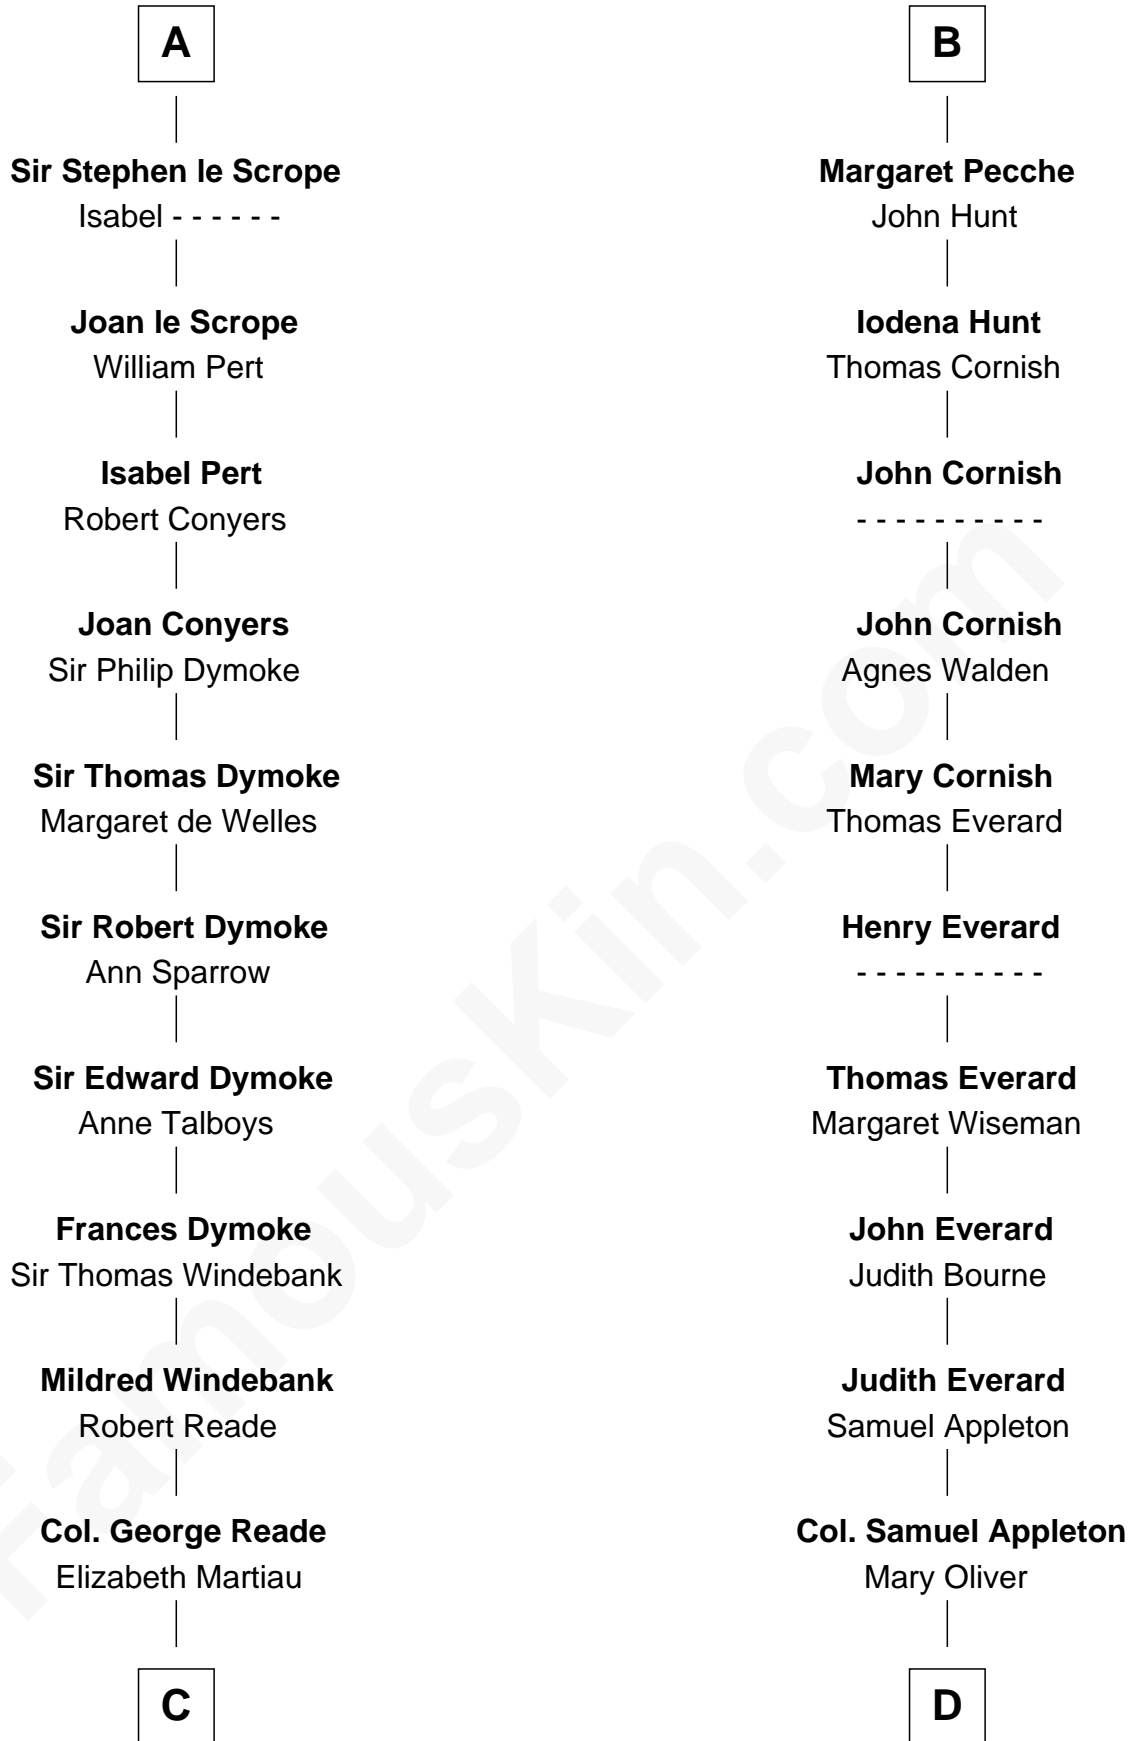 A
Sir Stephen le Scrope
Isabel - - - - - -
Joan le Scrope
William Pert
Isabel Pert
Robert Conyers
Joan Conyers
Sir Philip Dymoke
Sir Thomas Dymoke
Margaret de Welles
Sir Robert Dymoke
Ann Sparrow
Sir Edward Dymoke
Anne Talboys
Frances Dymoke
Sir Thomas Windebank
Mildred Windebank
Robert Reade
Col. George Reade
Elizabeth Martiau
C
B
Margaret Pecche
John Hunt
Iodena Hunt
Thomas Cornish
John Cornish
- - - - - - - - - -
John Cornish
Agnes Walden
Mary Cornish
Thomas Everard
Henry Everard
- - - - - - - - - -
Thomas Everard
Margaret Wiseman
John Everard
Judith Bourne
Judith Everard
Samuel Appleton
Col. Samuel Appleton
Mary Oliver
D
FamousKin.com